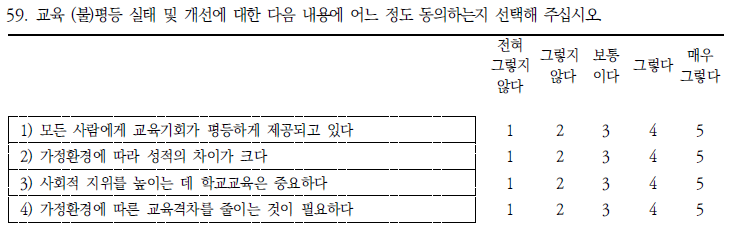 59. 교육 (불)평등 실태 및 개선에 대한 다음 내용에 어느 정도 동의하는지 선택해 주십시오.
전혀 그렇지 않다 그렇지 않다 보통이다 그렇다 매우 그렇다
1) 모든 사람에게 교육기회가 평등하게 제공되고 있다 1 2 3 4 5
2) 가정환경에 따라 성적의 차이가 크다 1 2 3 4 5
3) 사회적 지위를 높이는 데 학교교육은 중요하다 1 2 3 4 5
4) 가정환경에 따른 교육격차를 줄이는 것이 필요하다 1 2 3 4 5